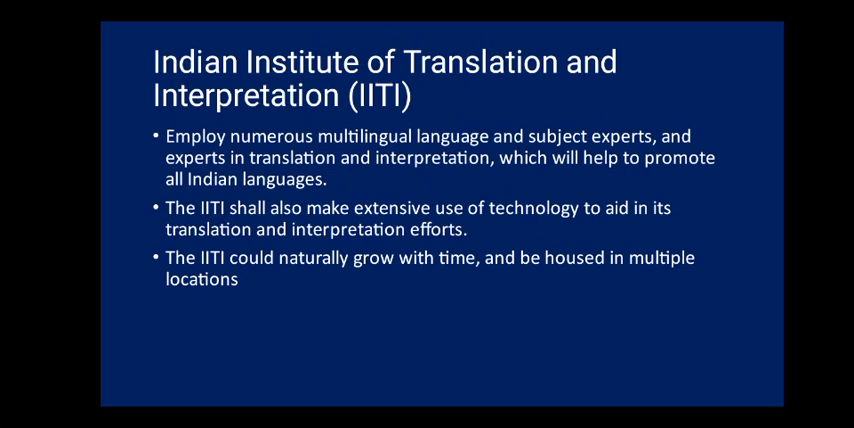 Indian Institute of Translation and
Interpretation (IITI)
• Employ numerous multilingual language and subject experts, and
experts in translation and interpretation, which will help to promote
all Indian languages.
• The IITI shall also make extensive use of technology to aid in its
translation and interpretation efforts.
• The IITI could naturally grow with time, and be housed in multiple
locations